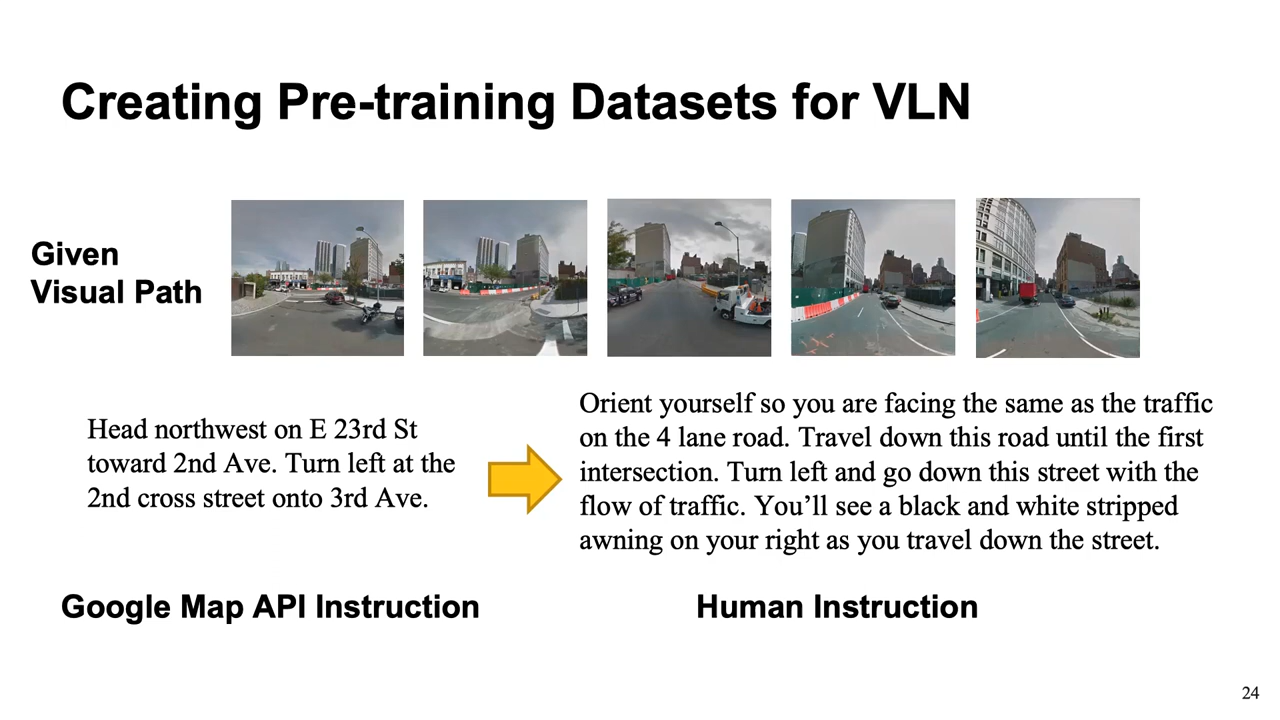 Creating Pre-training Datasets for VLN
Given
Visual Path
Head northwest on E 23rd St
toward 2nd Ave. Turn left at the
2nd cross street onto 3rd Ave.
Orient yourself so you are facing the same as the traffic
on the 4 lane road. Travel down this road until the first
intersection. Turn left and go down this street with the
flow of traffic. You’ll see a black and white stripped
awning on your right as you travel down the street.
Google Map API Instruction
Human Instruction
24